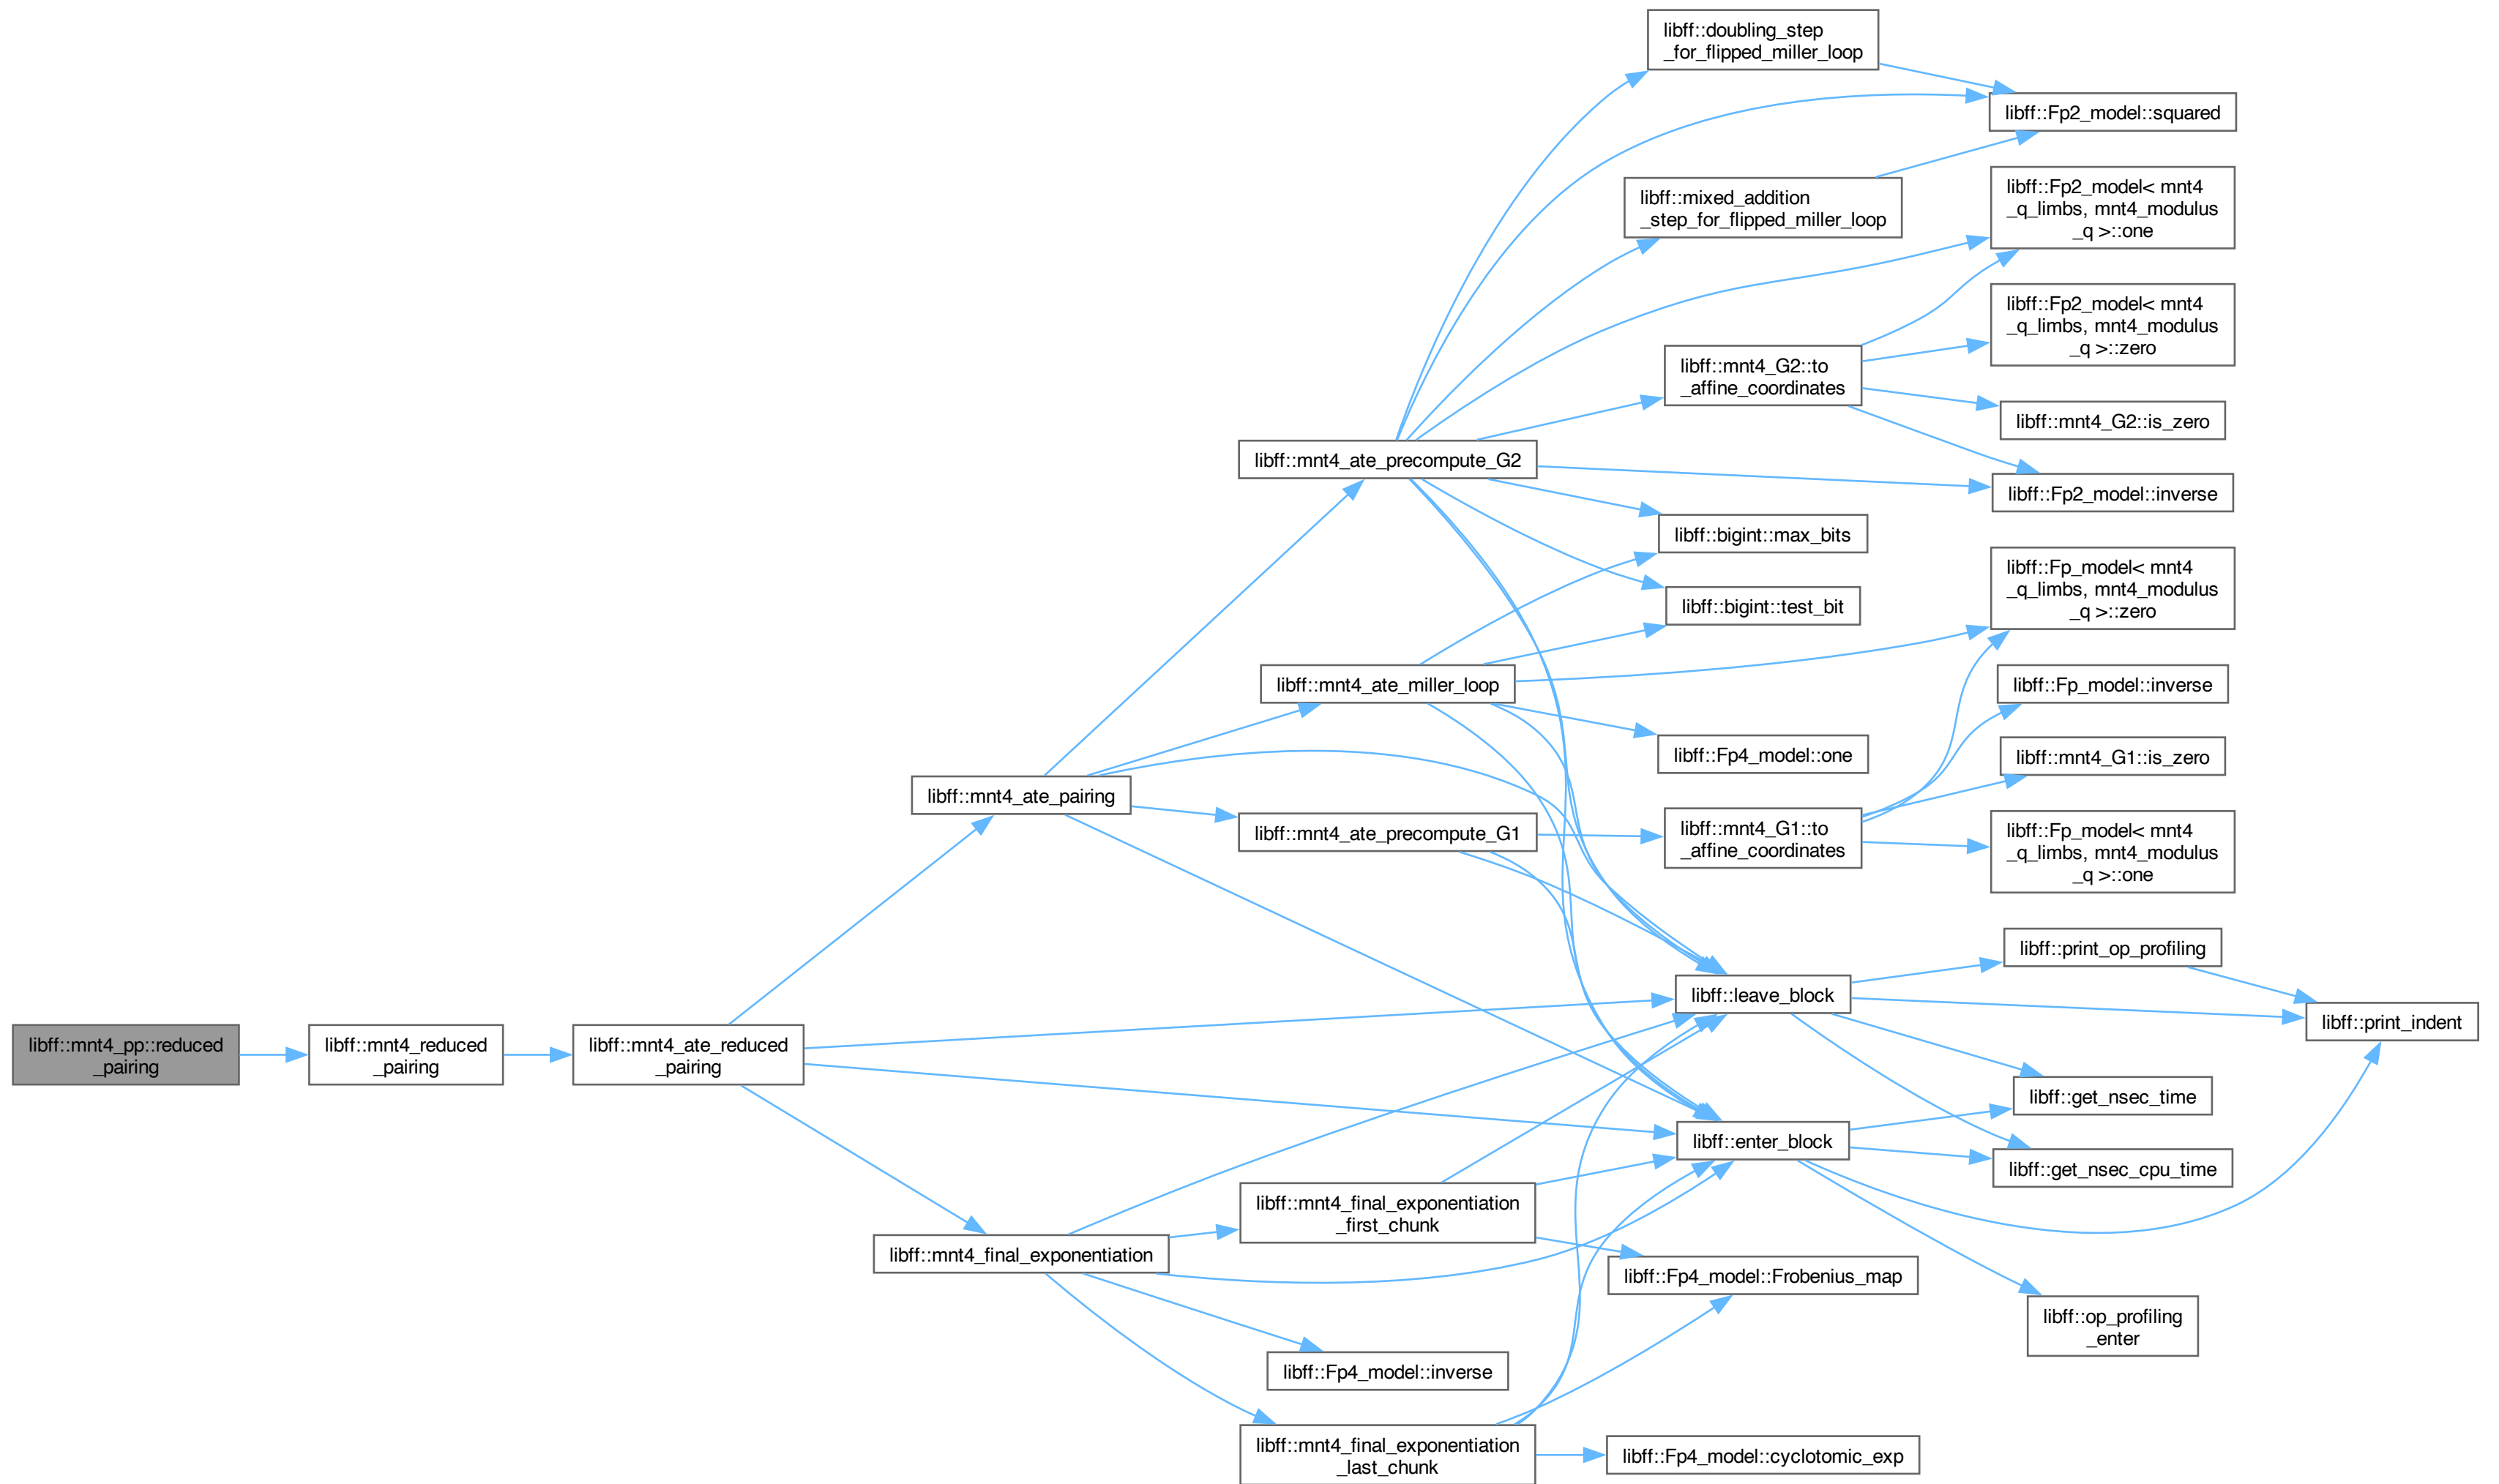 libff::mnt4_pp::reduced
_pairing
libff::mnt4_reduced
_pairing
libff::mnt4_ate_reduced
_pairing
libff::mnt4_ate_pairing
libff::mnt4_final_exponentiation
libff::mnt4_ate_precompute_G2
libff::mnt4_ate_miller_loop
libff::mnt4_ate_precompute_G1
libff::mnt4_final_exponentiation
_first_chunk
libff::Fp4_model::inverse
libff::mnt4_final_exponentiation
_last_chunk
libff::doubling_step
_for_flipped_miller_loop
libff::mixed_addition
_step_for_flipped_miller_loop
libff::mnt4_G2::to
_affine_coordinates
libff::bigint::max_bits
libff::bigint::test_bit
libff::Fp4_model::one
libff::mnt4_G1::to
_affine_coordinates
libff::leave_block
libff::enter_block
libff::Fp4_model::Frobenius_map
libff::Fp4_model::cyclotomic_exp
libff::Fp2_model::squared
libff::Fp2_model< mnt4
_q_limbs, mnt4_modulus
_q >::one
libff::Fp2_model< mnt4
_q_limbs, mnt4_modulus
_q >::zero
libff::mnt4_G2::is_zero
libff::Fp2_model::inverse
libff::Fp_model< mnt4
_q_limbs, mnt4_modulus
_q >::zero
libff::Fp_model::inverse
libff::mnt4_G1::is_zero
libff::Fp_model< mnt4
_q_limbs, mnt4_modulus
_q >::one
libff::print_op_profiling
libff::get_nsec_time
libff::get_nsec_cpu_time
libff::op_profiling
_enter
libff::print_indent